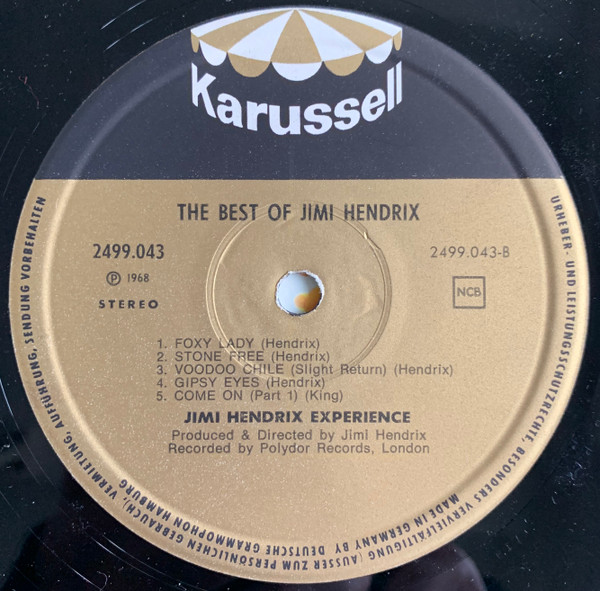 Karussell
THE BEST OF JIMI HENDRIX
2499.043
2499.043-B
Ⓟ 1968
STEREO
NCB
1. FOXY LADY (Hendrix)
2. STONE FREE (Hendrix)
3. VOODOO CHILE (Slight Return) (Hendrix)
4. GIPSY EYES (Hendrix)
5. COME ON (Part 1) (King)
JIMI HENDRIX EXPERIENCE
Produced & Directed by Jimi Hendrix
Recorded by Polydor Records, London
URHEBER- UND LEISTUNGSSCHUTZRECHTE, BESONDERS VERVIELFÄLTIGUNG (AUSSER ZUM PERSÖNLICHEN GEBRAUCH), VERMIETUNG, AUFFÜHRUNG, SENDUNG VORBEHALTEN
MADE IN GERMANY BY DEUTSCHE GRAMMOPHON HAMBURG